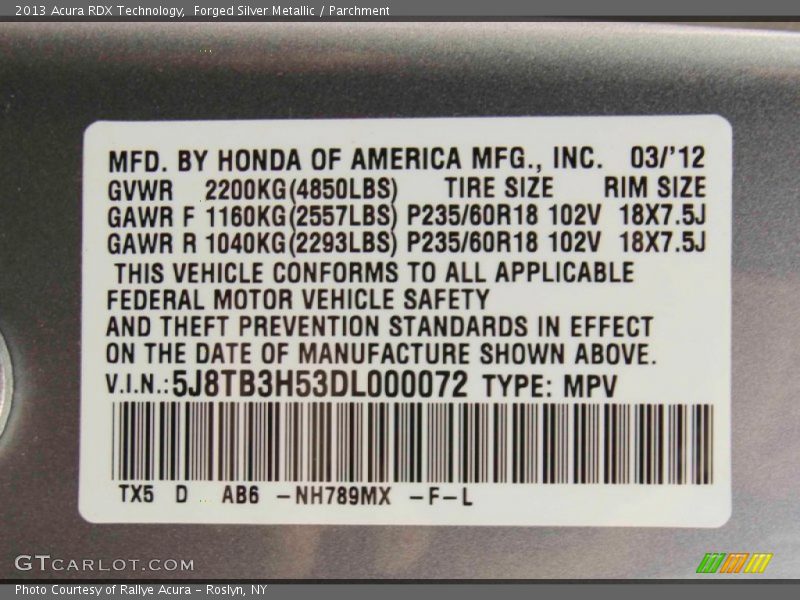 2013 Acura RDX Technology, Forged Silver Metallic / Parchment
MFD. BY HONDA OF AMERICA MFG., INC. 03/'12
GVWR 2200KG(4850LBS) TIRE SIZE RIM SIZE
GAWR F 1160KG(2557LBS) P235/60R18 102V 18X7.5J
GAWR R 1040KG(2293LBS) P235/60R18 102V 18X7.5J
THIS VEHICLE CONFORMS TO ALL APPLICABLE
FEDERAL MOTOR VEHICLE SAFETY
AND THEFT PREVENTION STANDARDS IN EFFECT
ON THE DATE OF MANUFACTURE SHOWN ABOVE.
V.I.N.: 5J8TB3H53DL000072 TYPE: MPV
TX5 D AB6 -NH789MX -F-L
GTCARLOT.COM
Photo Courtesy of Rallye Acura - Roslyn, NY